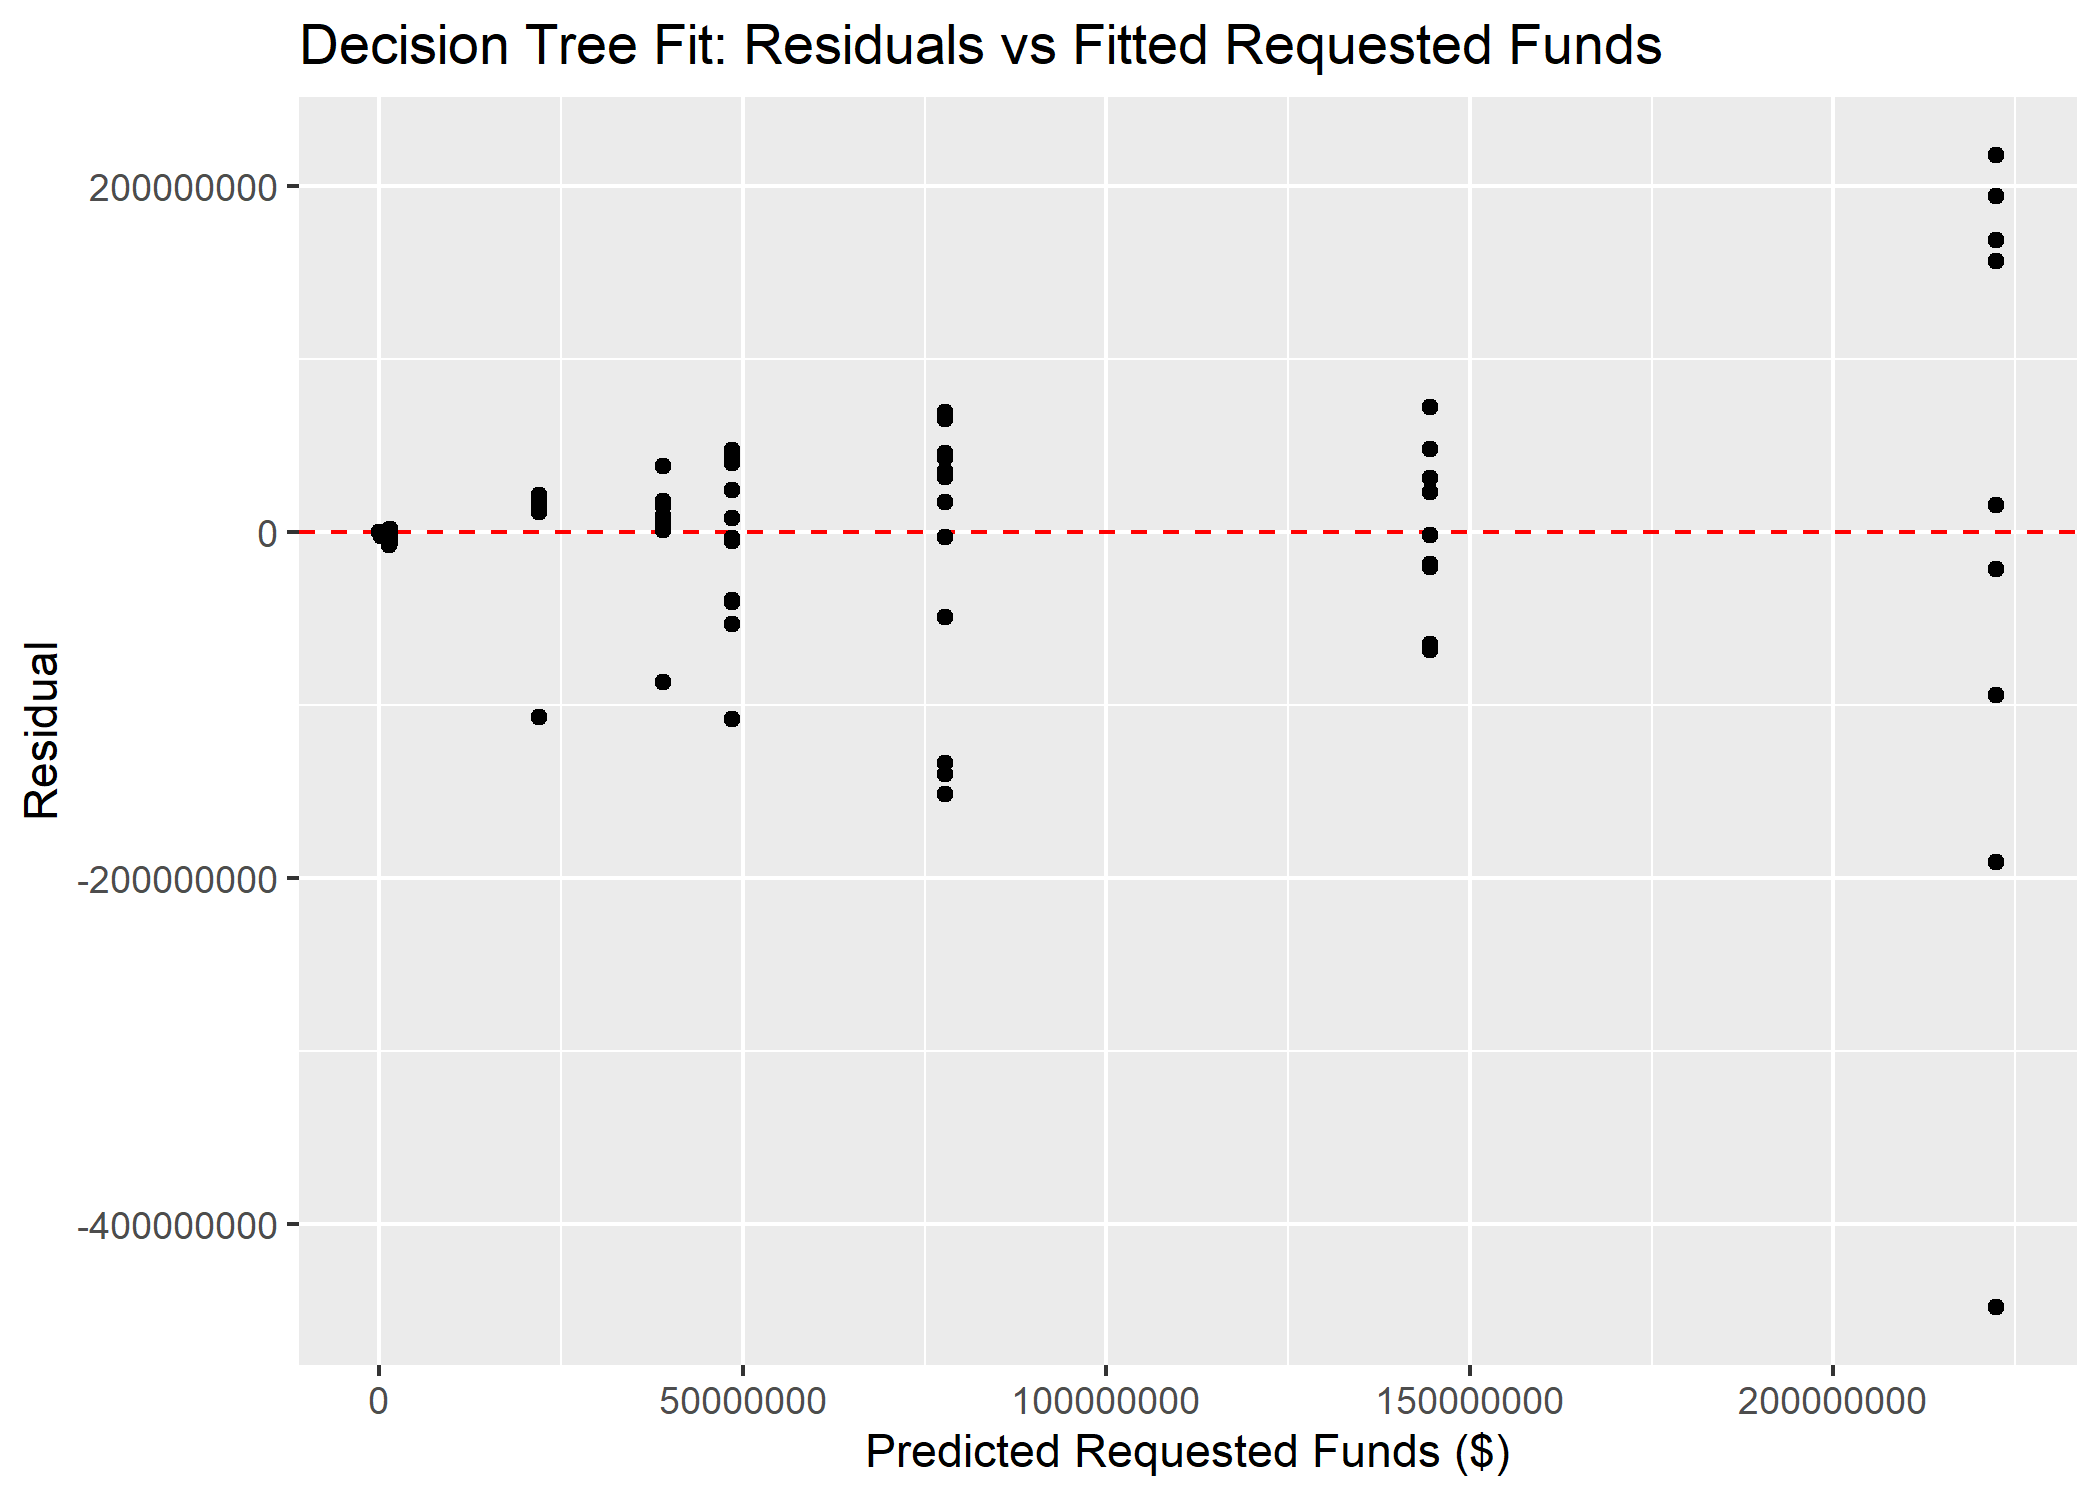 Decision Tree Fit: Residuals vs Fitted Requested Funds
200000000
0
-200000000
-400000000
Residual
0 50000000 100000000 150000000 200000000
Predicted Requested Funds ($)